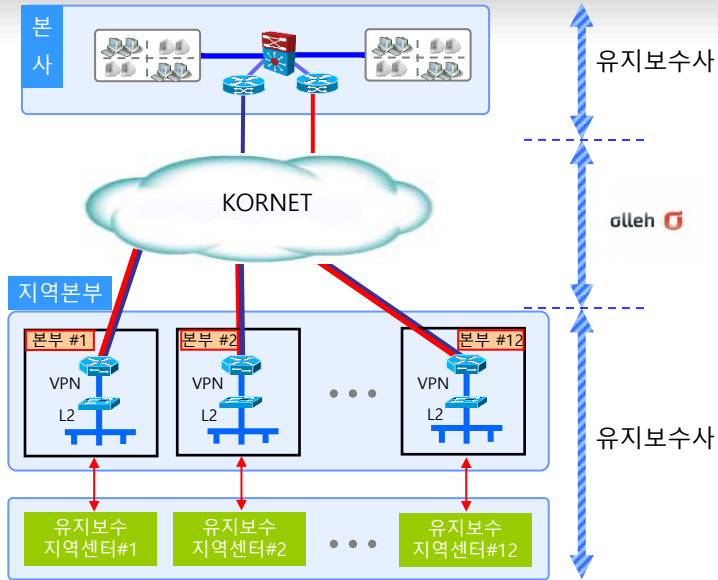 본
사
유지보수사
KORNET
olleh
지역본부
본부 #1
본부 #2
본부 #12
VPN
VPN
VPN
L2
L2
L2
유지보수사
유지보수
지역센터#1
유지보수
지역센터#2
유지보수
지역센터#12